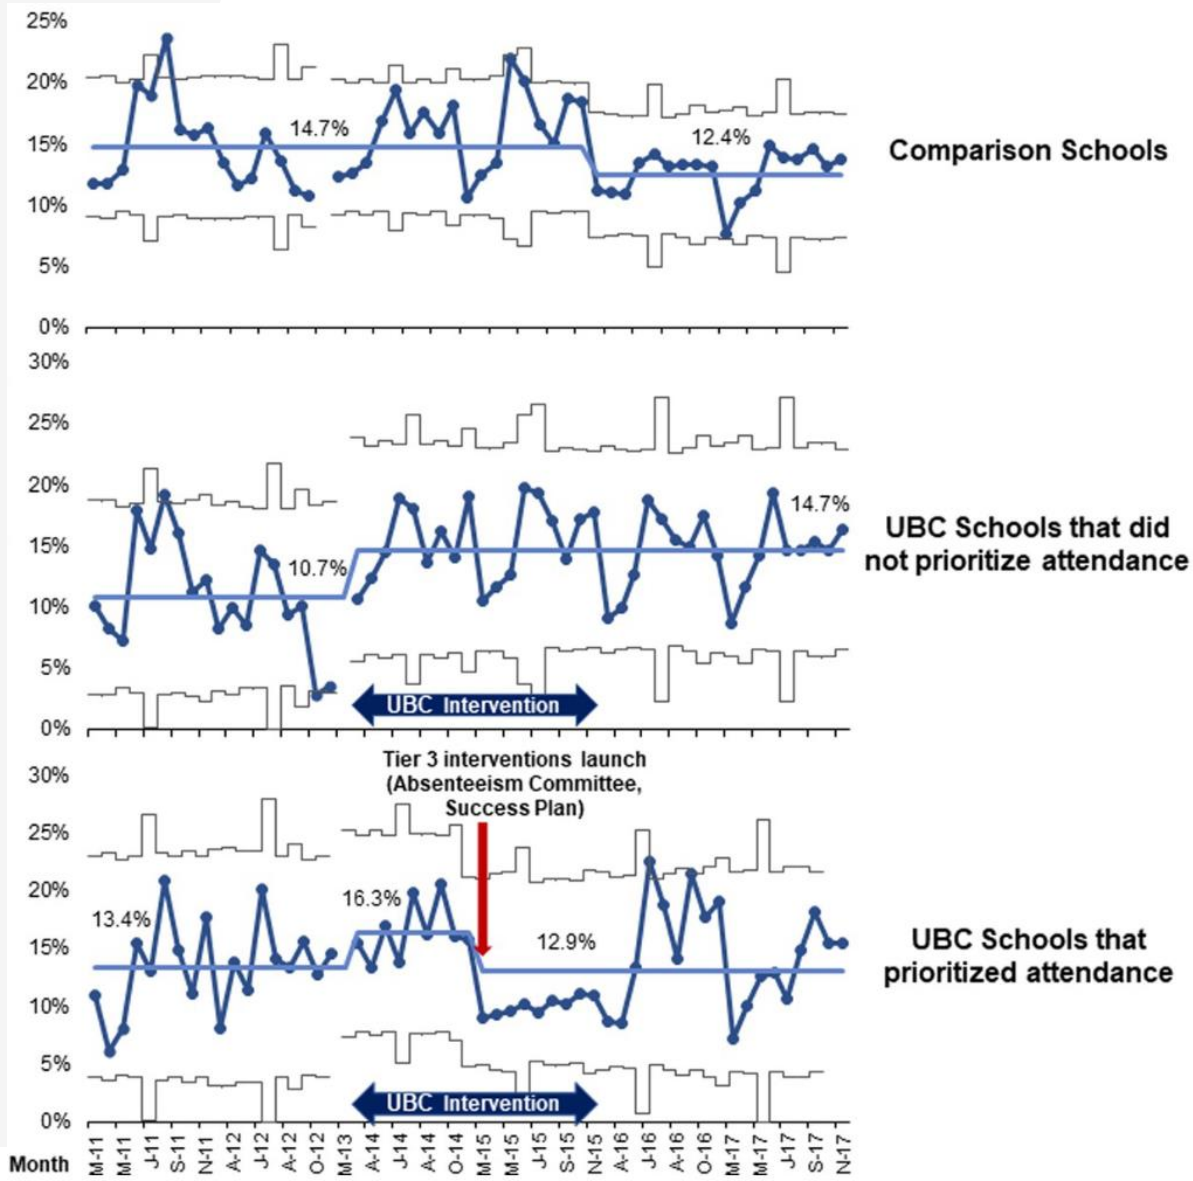 25%
20%
15%
10%
5%
0%
14.7%
12.4%
Comparison Schools
30%
25%
20%
15%
10%
5%
0%
10.7%
14.7%
UBC Intervention
UBC Schools that did
not prioritize attendance
Tier 3 interventions launch
(Absenteeism Committee,
Success Plan)
30%
25%
20%
15%
10%
5%
0%
13.4%
16.3%
12.9%
UBC Intervention
UBC Schools that
prioritized attendance
Month
M-11
M-11
J-11
S-11
N-11
A-12
J-12
A-12
O-12
M-13
A-14
J-14
A-14
O-14
M-15
M-15
J-15
S-15
N-15
A-16
J-16
A-16
O-16
M-17
M-17
J-17
S-17
N-17